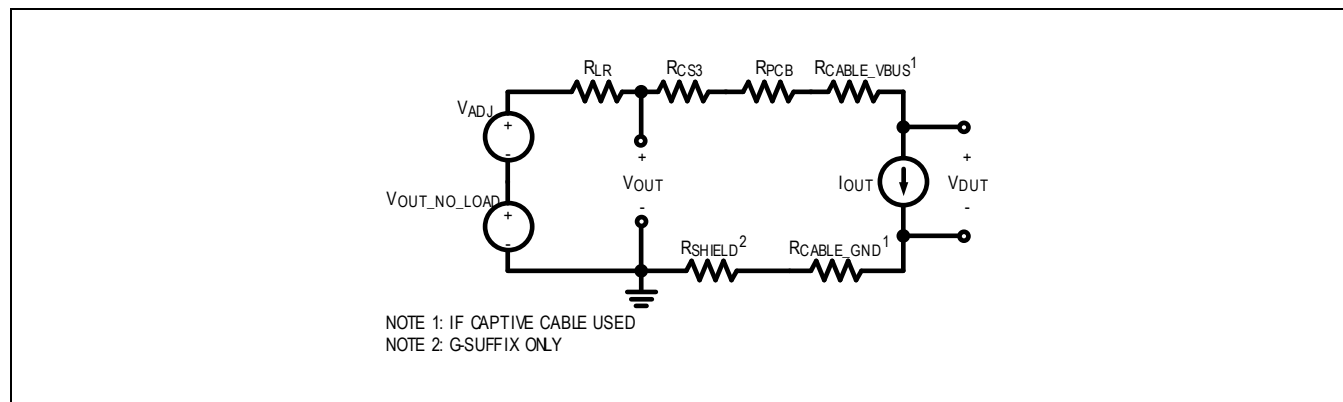 RLR
RCS3
RPCB
RCABLE_VBUS1
VADJ
+
-
+
VOUT
-
IOUT
+
VDUT
-
VOUT_NO_LOAD
+
-
RSHIELD2
RCABLE_GND1
NOTE 1: IF CAPTIVE CABLE USED
NOTE 2: G-SUFFIX ONLY